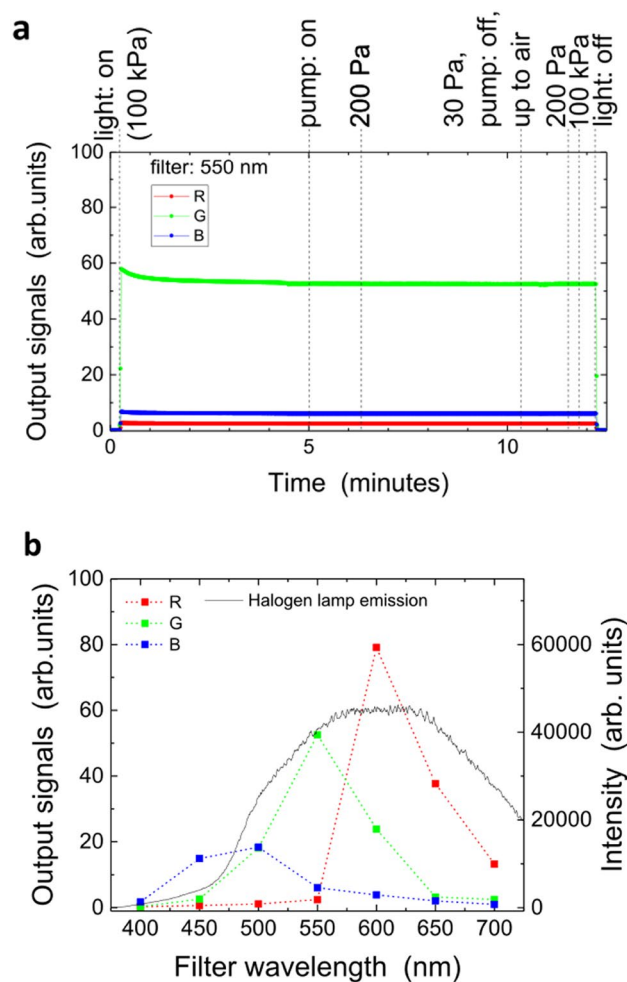 a
light: on
(100 kPa)
pump: on
200 Pa
30 Pa,
pump: off,
up to air
200 Pa
100 kPa
light: off
100
80
60
40
20
0
Output signals (arb.units)
filter: 550 nm
R
G
B
0
5
10
Time (minutes)
b
100
80
60
40
20
0
Output signals (arb.units)
R
G
B
Halogen lamp emission
60000
40000
20000
0
Intensity (arb. units)
400 450 500 550 600 650 700
Filter wavelength (nm)